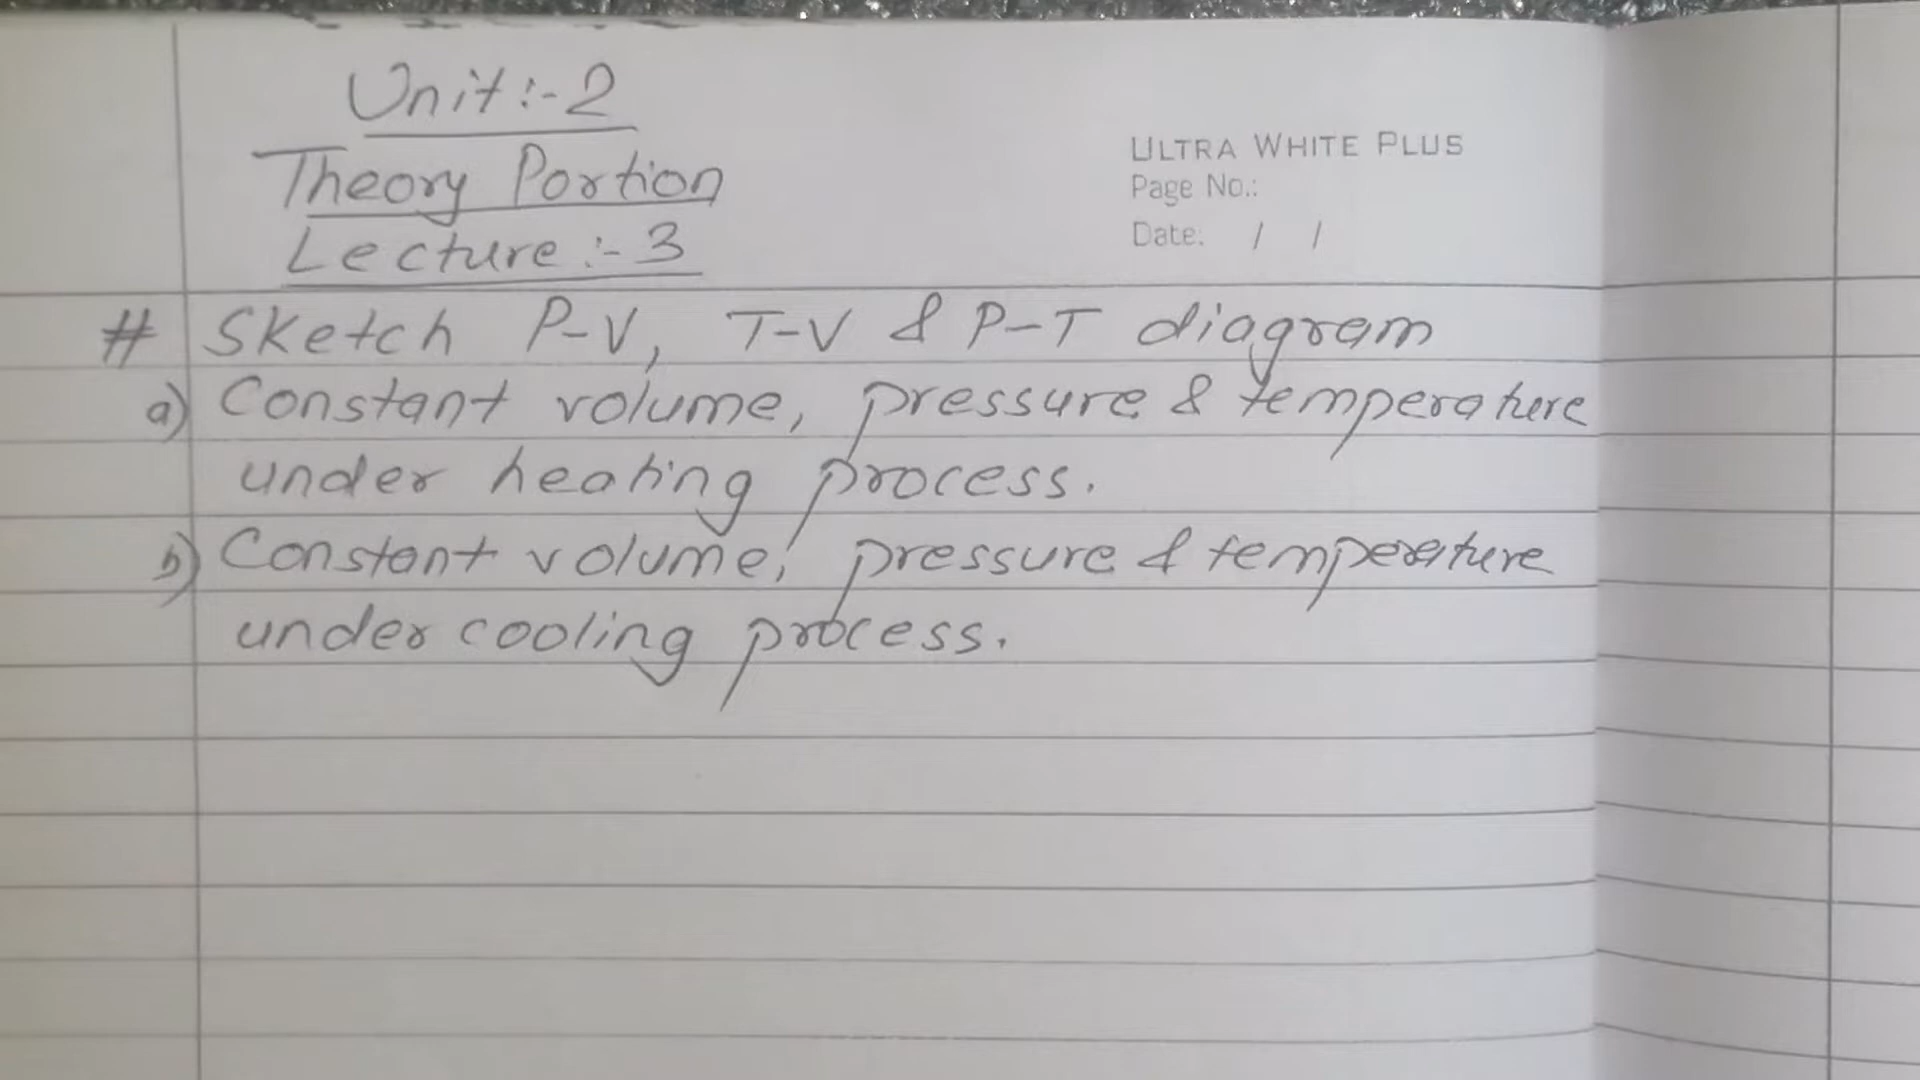 Unit:-2
Theory Portion
Lecture:-3
ULTRA WHITE PLUS
Page No.:
Date: / /
# Sketch P-V, T-V & P-T diagram
a) Constant volume, pressure & temperature
under heating process.
b) Constant volume, pressure & temperature
under cooling process.